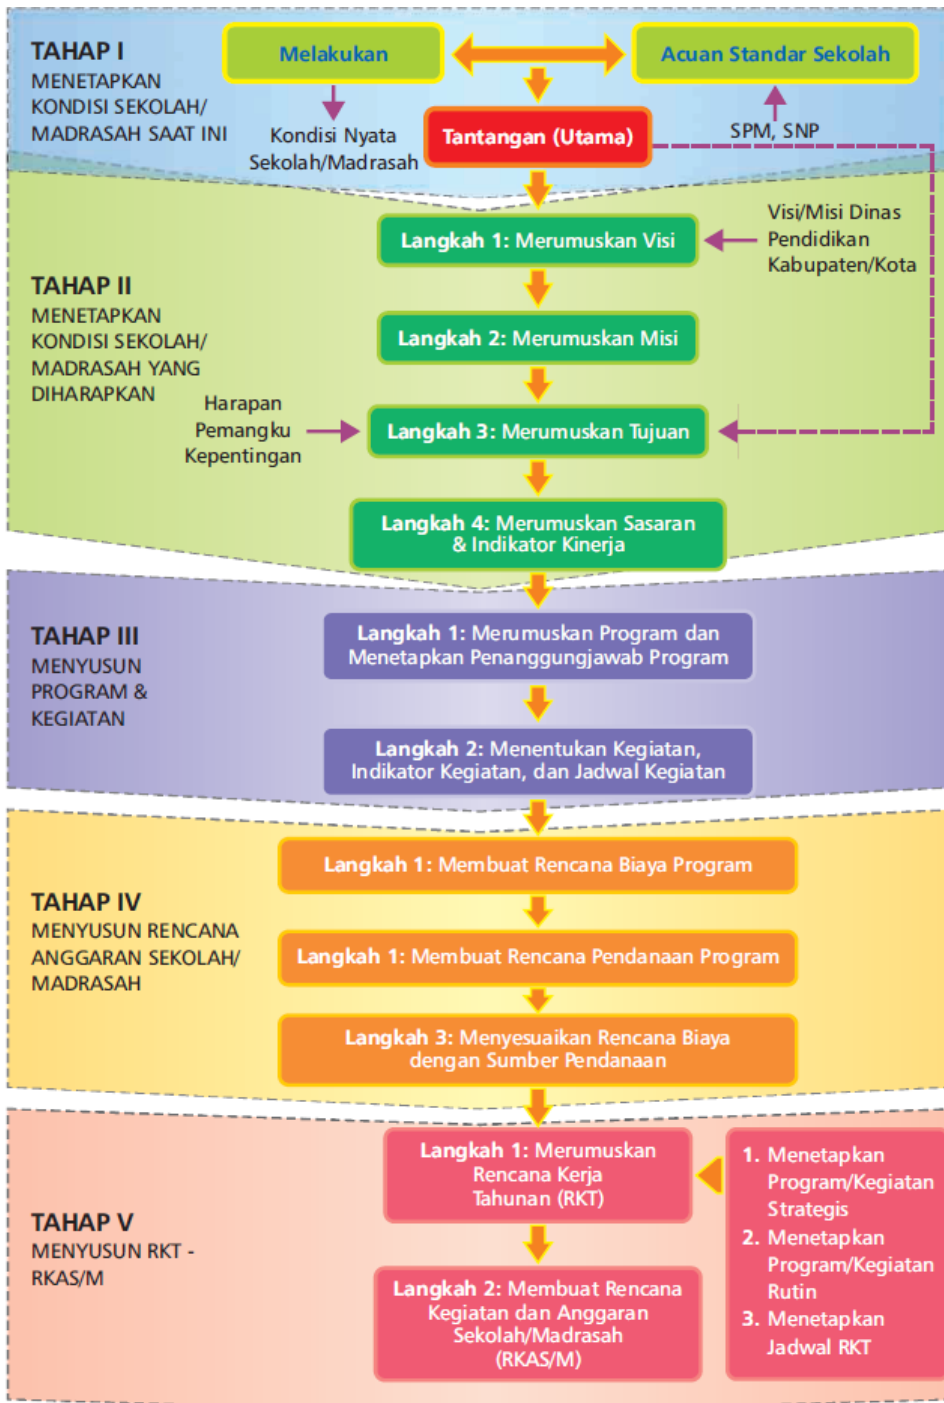 TAHAP I
MENETAPKAN
KONDISI SEKOLAH/
MADRASAH SAAT INI
Melakukan
Acuan Standar Sekolah
Kondisi Nyata
Sekolah/Madrasah
Tantangan (Utama)
SPM, SNP
TAHAP II
MENETAPKAN
KONDISI SEKOLAH/
MADRASAH YANG
DIHARAPKAN
Langkah 1: Merumuskan Visi
Visi/Misi Dinas
Pendidikan
Kabupaten/Kota
Langkah 2: Merumuskan Misi
Harapan
Pemangku
Kepentingan
Langkah 3: Merumuskan Tujuan
Langkah 4: Merumuskan Sasaran
& Indikator Kinerja
TAHAP III
MENYUSUN
PROGRAM &
KEGIATAN
Langkah 1: Merumuskan Program dan
Menetapkan Penanggungjawab Program
Langkah 2: Menentukan Kegiatan,
Indikator Kegiatan, dan Jadwal Kegiatan
TAHAP IV
MENYUSUN RENCANA
ANGGARAN SEKOLAH/
MADRASAH
Langkah 1: Membuat Rencana Biaya Program
Langkah 1: Membuat Rencana Pendanaan Program
Langkah 3: Menyesuaikan Rencana Biaya
dengan Sumber Pendanaan
TAHAP V
MENYUSUN RKT -
RKAS/M
Langkah 1: Merumuskan
Rencana Kerja
Tahunan (RKT)
Langkah 2: Membuat Rencana
Kegiatan dan Anggaran
Sekolah/Madrasah
(RKAS/M)
1. Menetapkan
Program/Kegiatan
Strategis
2. Menetapkan
Program/Kegiatan
Rutin
3. Menetapkan
Jadwal RKT